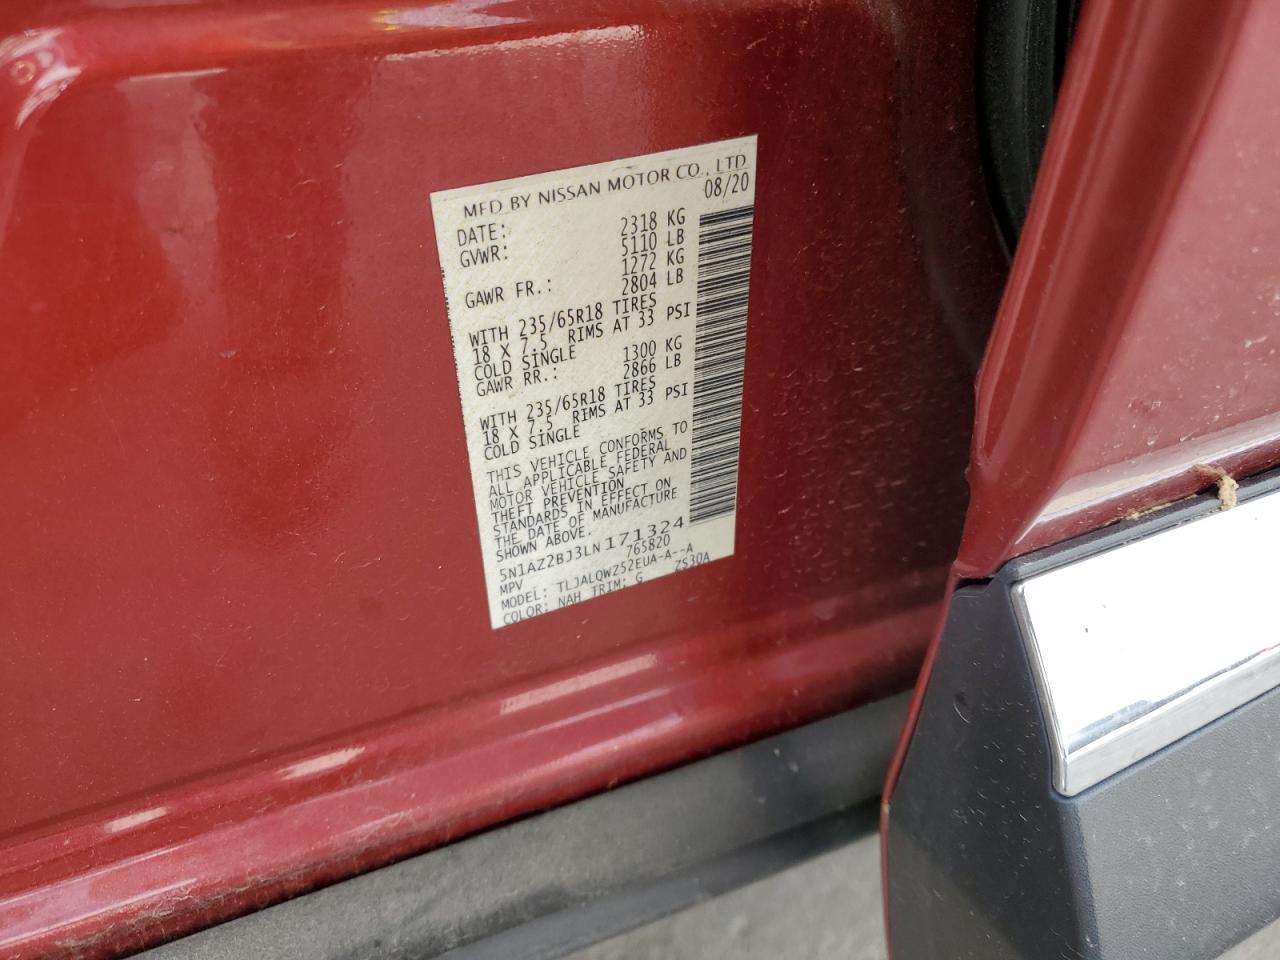 MFD BY NISSAN MOTOR CO., LTD
DATE: 08/20
GVWR: 2318 KG
5110 LB
GAWR FR.: 1272 KG
2804 LB
WITH 235/65R18 TIRES
18 X 7.5 RIMS AT 33 PSI
COLD SINGLE
GAWR RR.: 1300 KG
2866 LB
WITH 235/65R18 TIRES
18 X 7.5 RIMS AT 33 PSI
COLD SINGLE
THIS VEHICLE CONFORMS TO
ALL APPLICABLE FEDERAL
MOTOR VEHICLE SAFETY AND
THEFT PREVENTION
STANDARDS IN EFFECT ON
THE DATE OF MANUFACTURE
SHOWN ABOVE.
5N1AZ2BJ3LN171324
MPV 765820
MODEL: TLJALQWZ52EUA-A--A
COLOR: NAH TRIM: G ZS30A